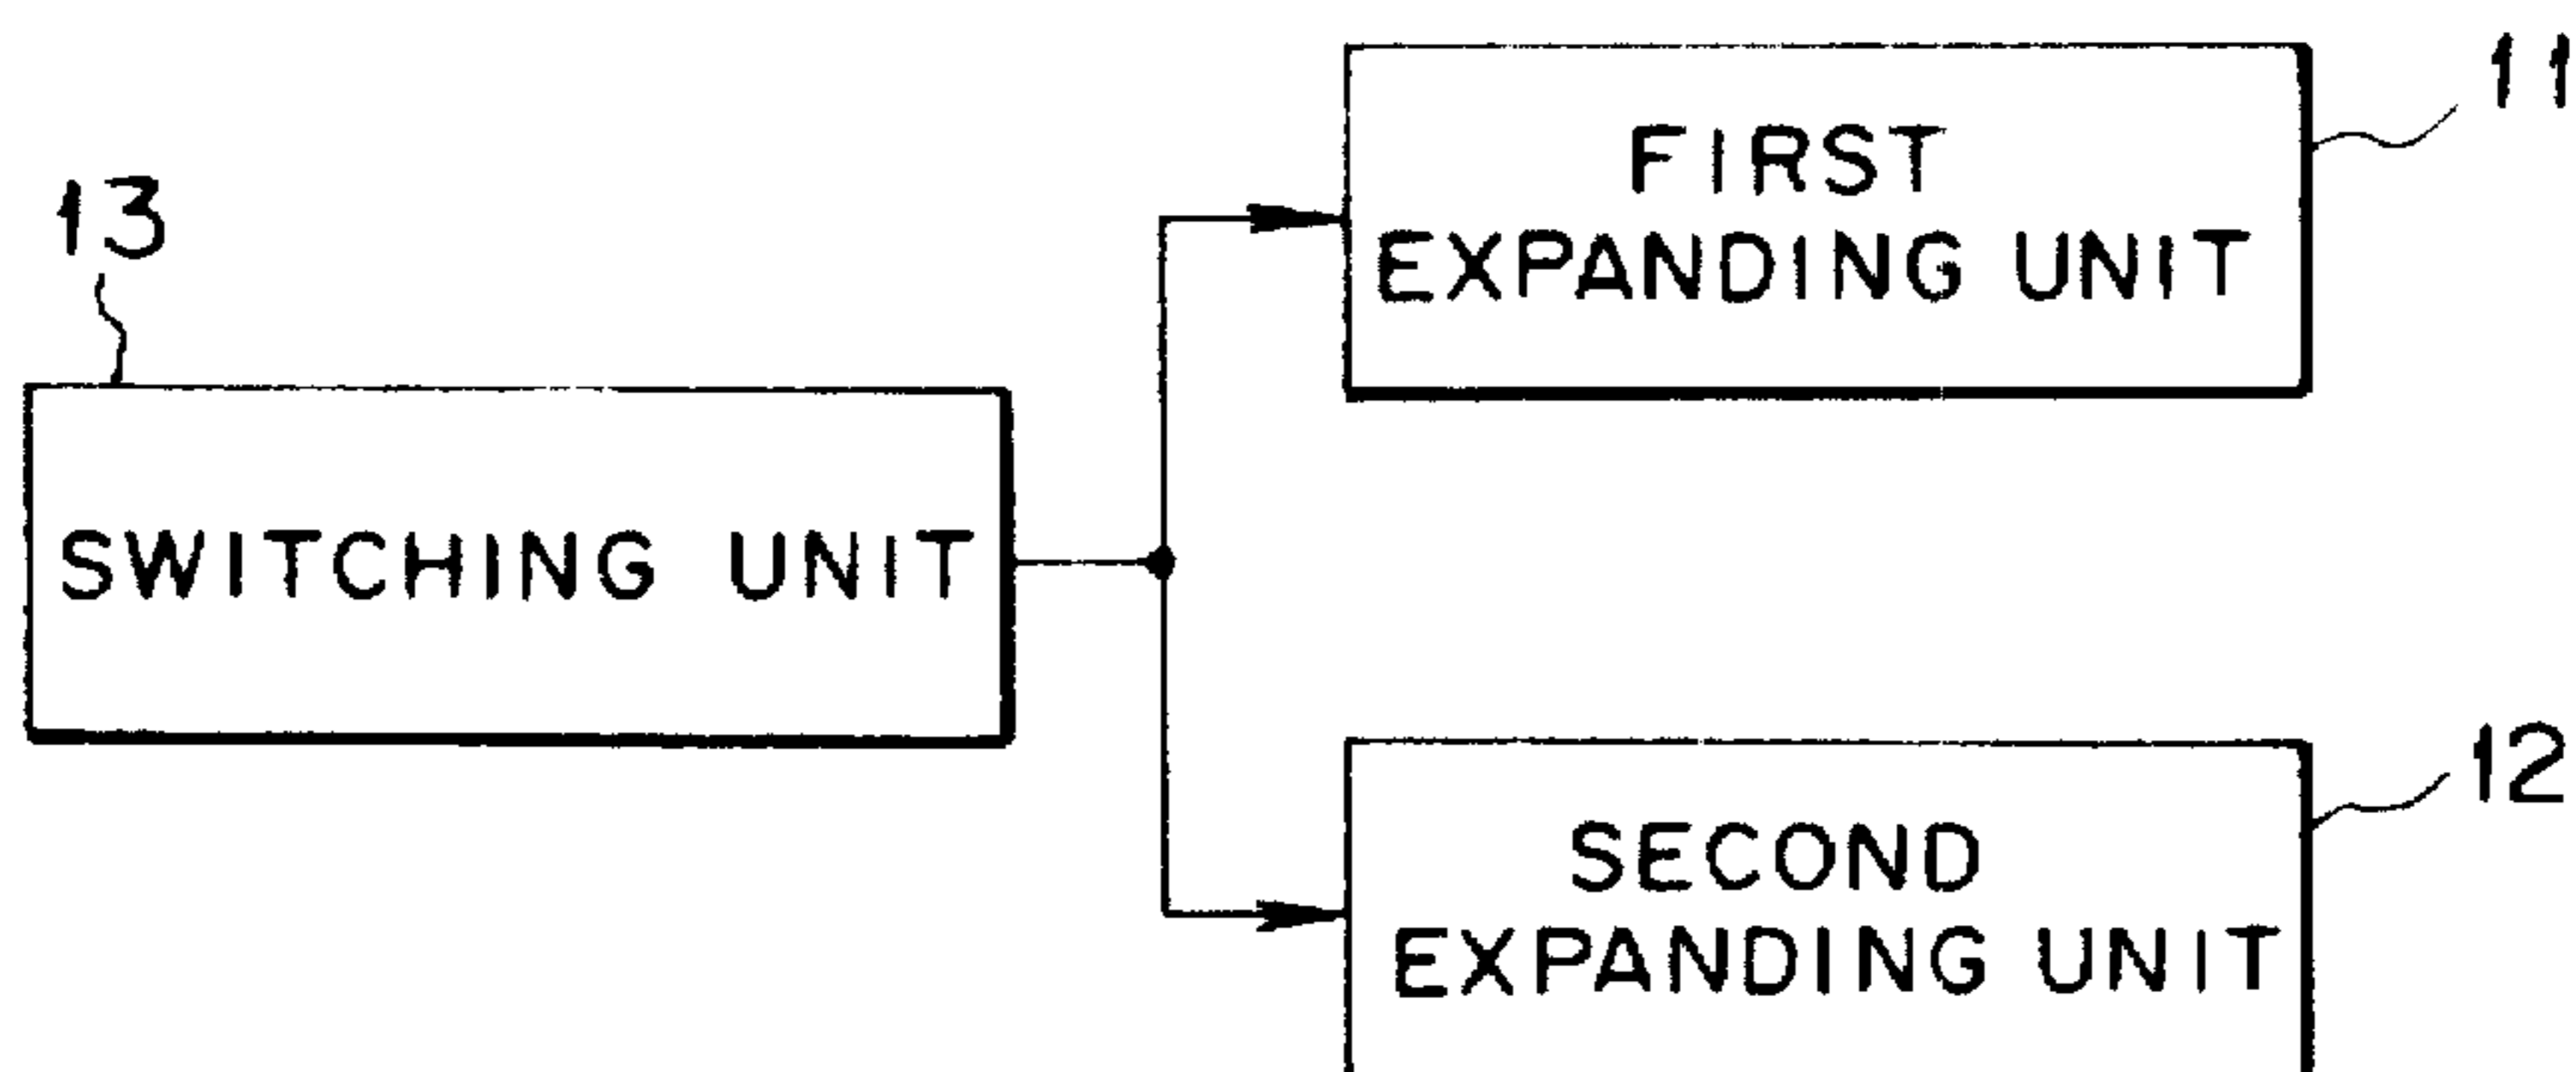 11
FIRST
EXPANDING UNIT
13
SWITCHING UNIT
12
SECOND
EXPANDING UNIT